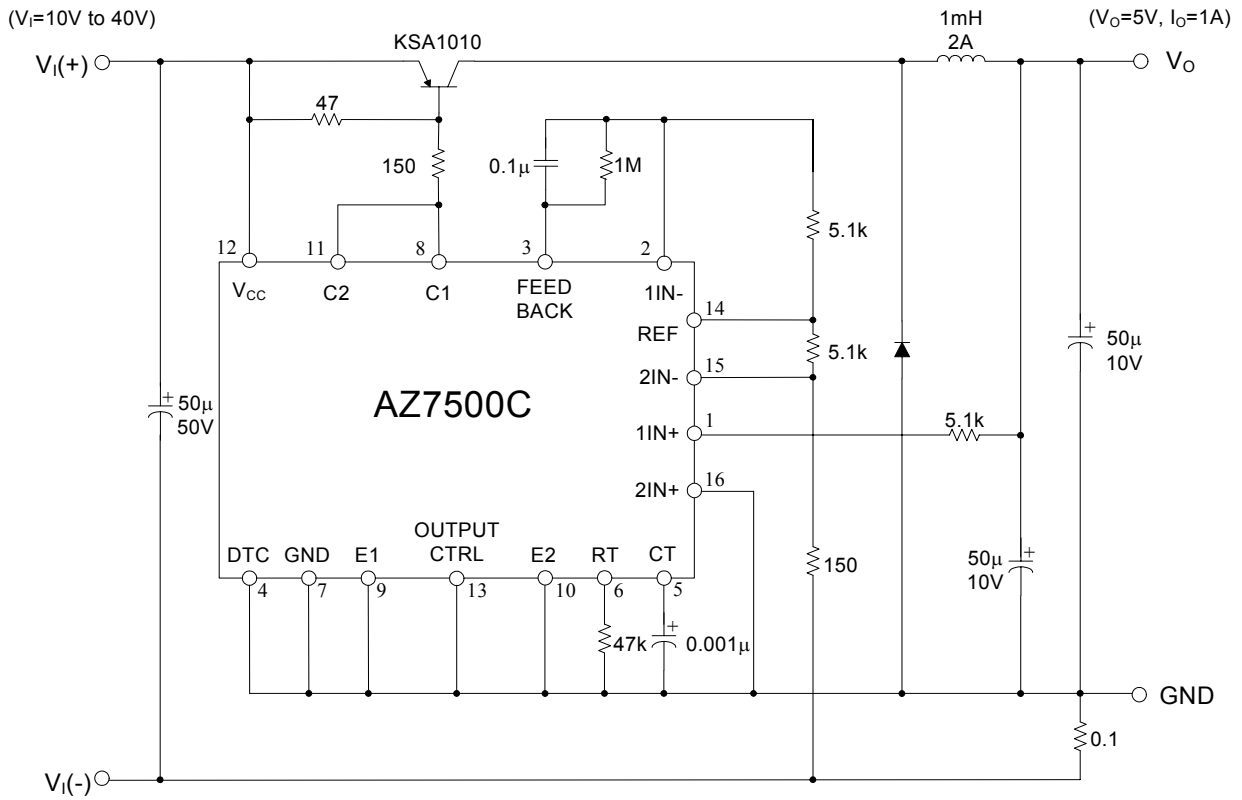 (VI=10V to 40V)
1mH
2A
(VO=5V, IO=1A)
KSA1010
VI(+)
VO
47
150
0.1μ
1M
5.1k
12
11
8
3
2
VCC
C2
C1
FEED
BACK
1IN-
14
REF
5.1k
15
2IN-
+
50μ
10V
+
50μ
50V
AZ7500C
1
1IN+
5.1k
16
2IN+
DTC
GND
E1
OUTPUT
CTRL
E2
RT
CT
4
7
9
13
10
6
5
150
+
50μ
10V
47k
+
0.001μ
GND
0.1
VI(-)